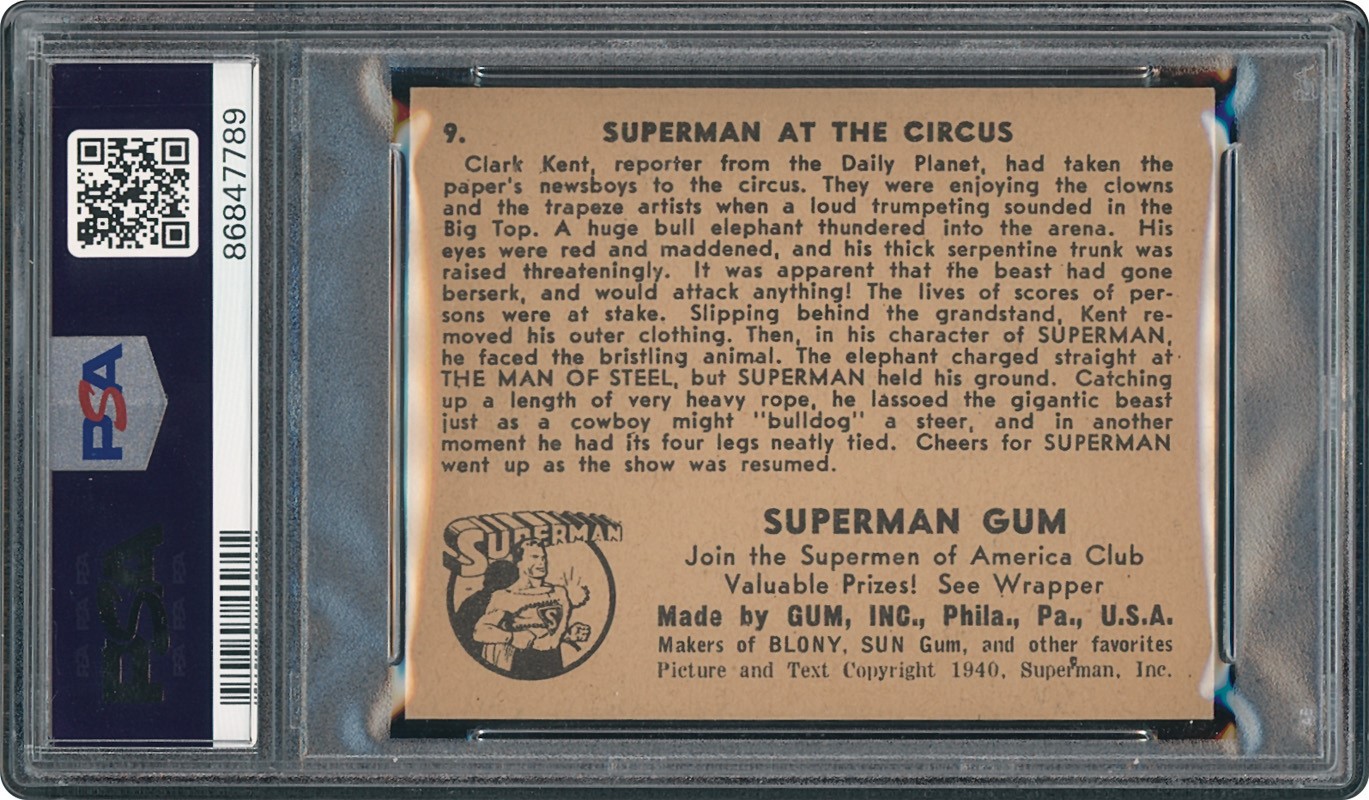 9. SUPERMAN AT THE CIRCUS
Clark Kent, reporter from the Daily Planet, had taken the
paper's newsboys to the circus. They were enjoying the clowns
and the trapeze artists when a loud trumpeting sounded in the
Big Top. A huge bull elephant thundered into the arena. His
eyes were red and maddened, and his thick serpentine trunk was
raised threateningly. It was apparent that the beast had gone
berserk, and would attack anything! The lives of scores of per-
sons were at stake. Slipping behind the grandstand, Kent re-
moved his outer clothing. Then, in his character of SUPERMAN,
he faced the bristling animal. The elephant charged straight at
THE MAN OF STEEL, but SUPERMAN held his ground. Catching
up a length of very heavy rope, he lassoed the gigantic beast
just as a cowboy might "bulldog" a steer, and in another
moment he had its four legs neatly tied. Cheers for SUPERMAN
went up as the show was resumed.
SUPERMAN
SUPERMAN GUM
Join the Supermen of America Club
Valuable Prizes! See Wrapper
Made by GUM, INC., Phila., Pa., U.S.A.
Makers of BLONY, SUN Gum, and other favorites
Picture and Text Copyright 1940, Superman, Inc.
86847789
PSA
PSA